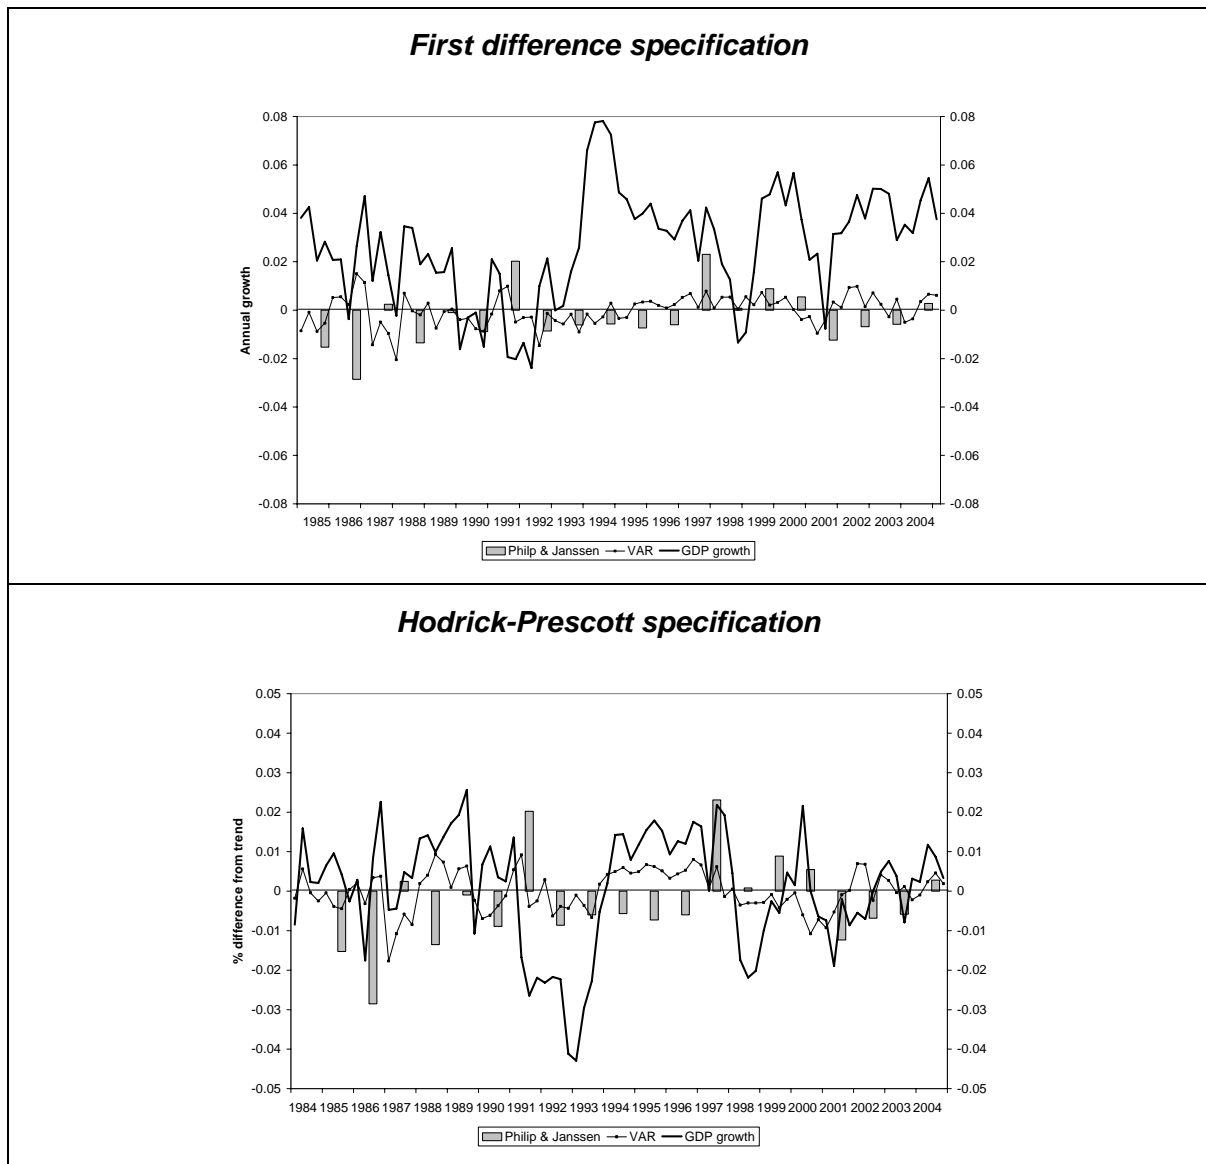 First difference specification
Annual growth
0.08 0.08
0.06 0.06
0.04 0.04
0.02 0.02
0 0
-0.02 -0.02
-0.04 -0.04
-0.06 -0.06
-0.08 -0.08
1985 1986 1987 1988 1989 1990 1991 1992 1993 1994 1995 1996 1997 1998 1999 2000 2001 2002 2003 2004
Philp & Janssen VAR GDP growth
Hodrick-Prescott specification
% difference from trend
0.05 0.05
0.04 0.04
0.03 0.03
0.02 0.02
0.01 0.01
0 0
-0.01 -0.01
-0.02 -0.02
-0.03 -0.03
-0.04 -0.04
-0.05 -0.05
1984 1985 1986 1987 1988 1989 1990 1991 1992 1993 1994 1995 1996 1997 1998 1999 2000 2001 2002 2003 2004
Philip & Janssen VAR GDP growth